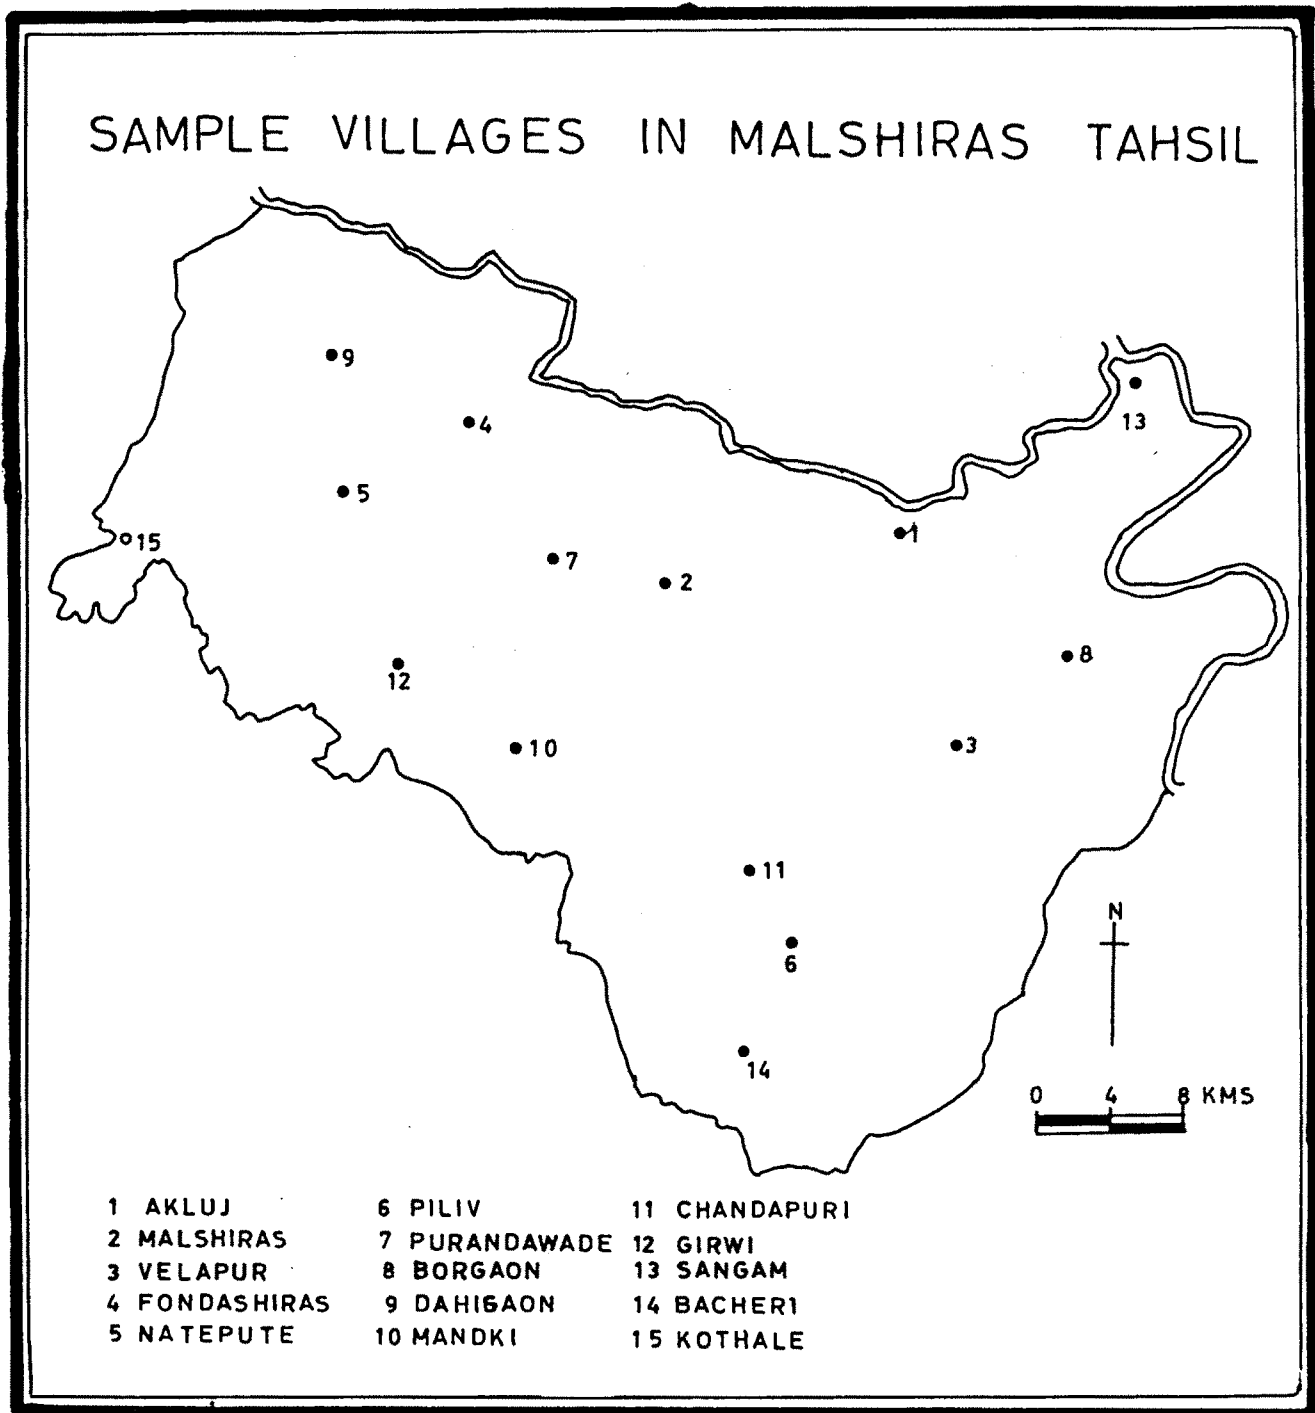 SAMPLE VILLAGES IN MALSHIRAS TAHSIL
9
4
13
5
15
1
7
2
8
12
10
3
11
N
6
14
0 4 8 KMS
1 AKLUJ 6 PILIV 11 CHANDAPURI
2 MALSHIRAS 7 PURANDAWADE 12 GIRWI
3 VELAPUR 8 BORGAON 13 SANGAM
4 FONDASHIRAS 9 DAHIGAON 14 BACHERI
5 NATEPUTE 10 MANDKI 15 KOTHALE